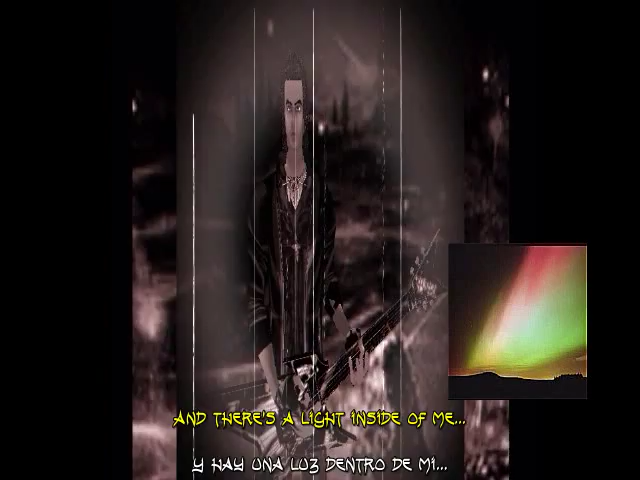 AND THERE'S A LIGHT INSIDE OF ME...
Y HAY UNA LUZ DENTRO DE MI...